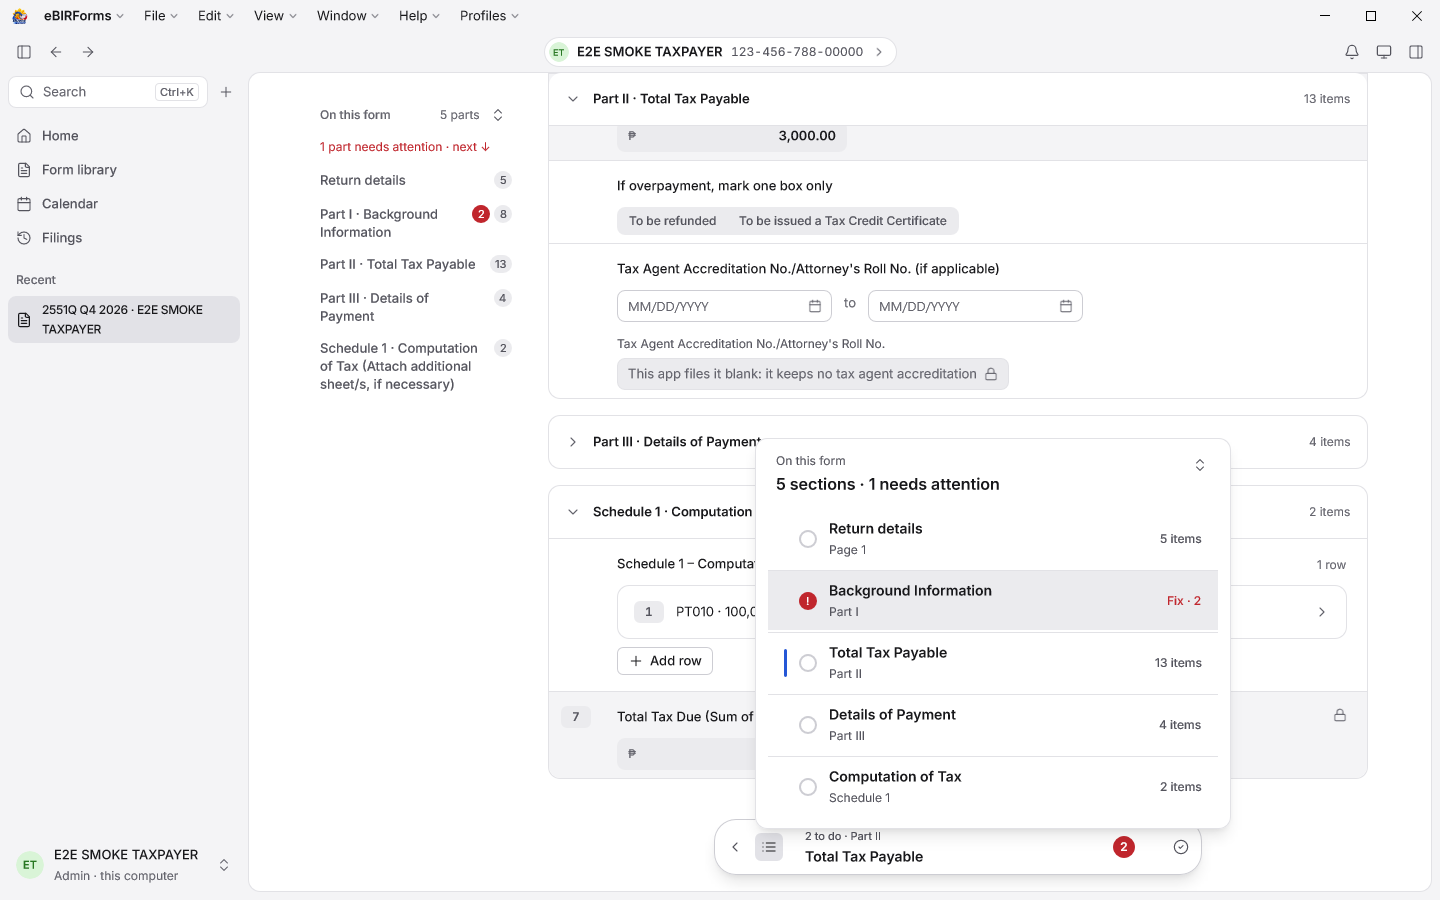 eBIRForms
File
Edit
View
Window
Help
Profiles
ET E2E SMOKE TAXPAYER 123-456-788-00000
Search Ctrl+K
Home
Form library
Calendar
Filings
Recent
2551Q Q4 2026 · E2E SMOKE
TAXPAYER
ET
E2E SMOKE TAXPAYER
Admin · this computer
On this form 5 parts
1 part needs attention · next ↓
Return details 5
Part I · Background 2 8
Information
Part II · Total Tax Payable 13
Part III · Details of 4
Payment
Schedule 1 · Computation 2
of Tax (Attach additional
sheet/s, if necessary)
Part II · Total Tax Payable 13 items
₱ 3,000.00
If overpayment, mark one box only
To be refunded To be issued a Tax Credit Certificate
Tax Agent Accreditation No./Attorney's Roll No. (if applicable)
MM/DD/YYYY to MM/DD/YYYY
Tax Agent Accreditation No./Attorney's Roll No.
This app files it blank: it keeps no tax agent accreditation
Part III · Details of Payment 4 items
Schedule 1 · Computation 2 items
Schedule 1 – 1 row
1 PT010 ·
+ Add row
7 Total Tax Due (Sum of
₱
On this form
5 sections · 1 needs attention
Return details
Page 1
5 items
Background Information
Part I
Fix · 2
Total Tax Payable
Part II
13 items
Details of Payment
Part III
4 items
Computation of Tax
Schedule 1
2 items
2 to do · Part II
Total Tax Payable
2